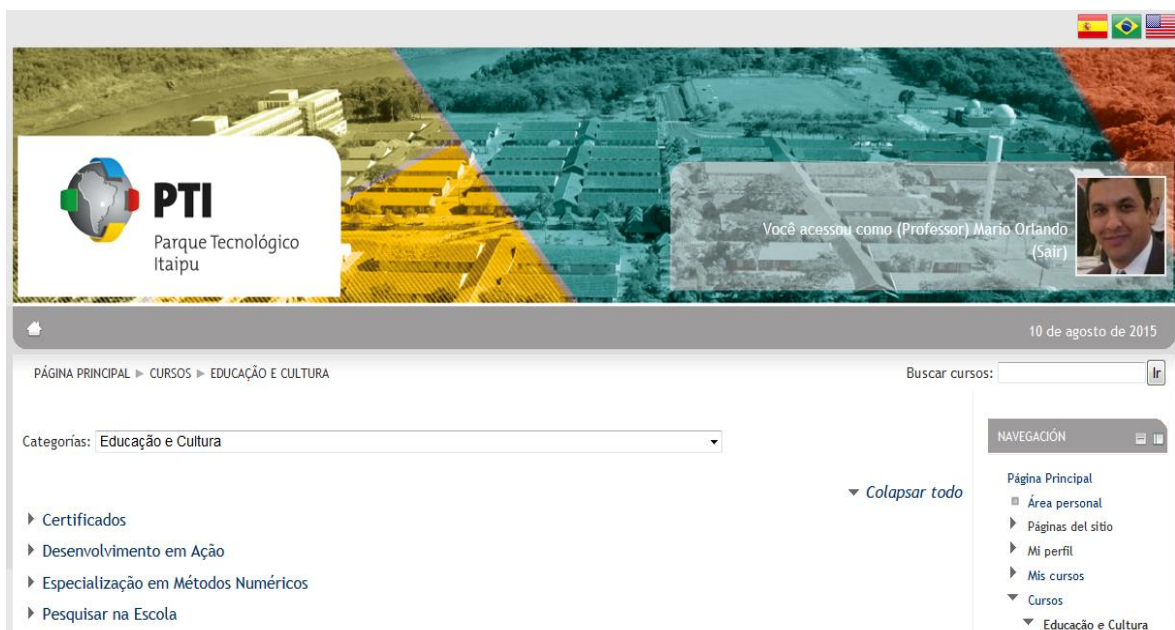 PTI
Parque Tecnológico
Itaipu
Você acessou como (Professor) Mario Orlando
(Sair)
10 de agosto de 2015
PÁGINA PRINCIPAL ► CURSOS ► EDUCAÇÃO E CULTURA
Buscar cursos:
Ir
Categorías: Educação e Cultura
Colapsar todo
Certificados
Desenvolvimento em Ação
Especialização em Métodos Numéricos
Pesquisar na Escola
NAVEGACIÓN
Página Principal
Área personal
Páginas del sitio
Mi perfil
Mis cursos
Cursos
Educação e Cultura